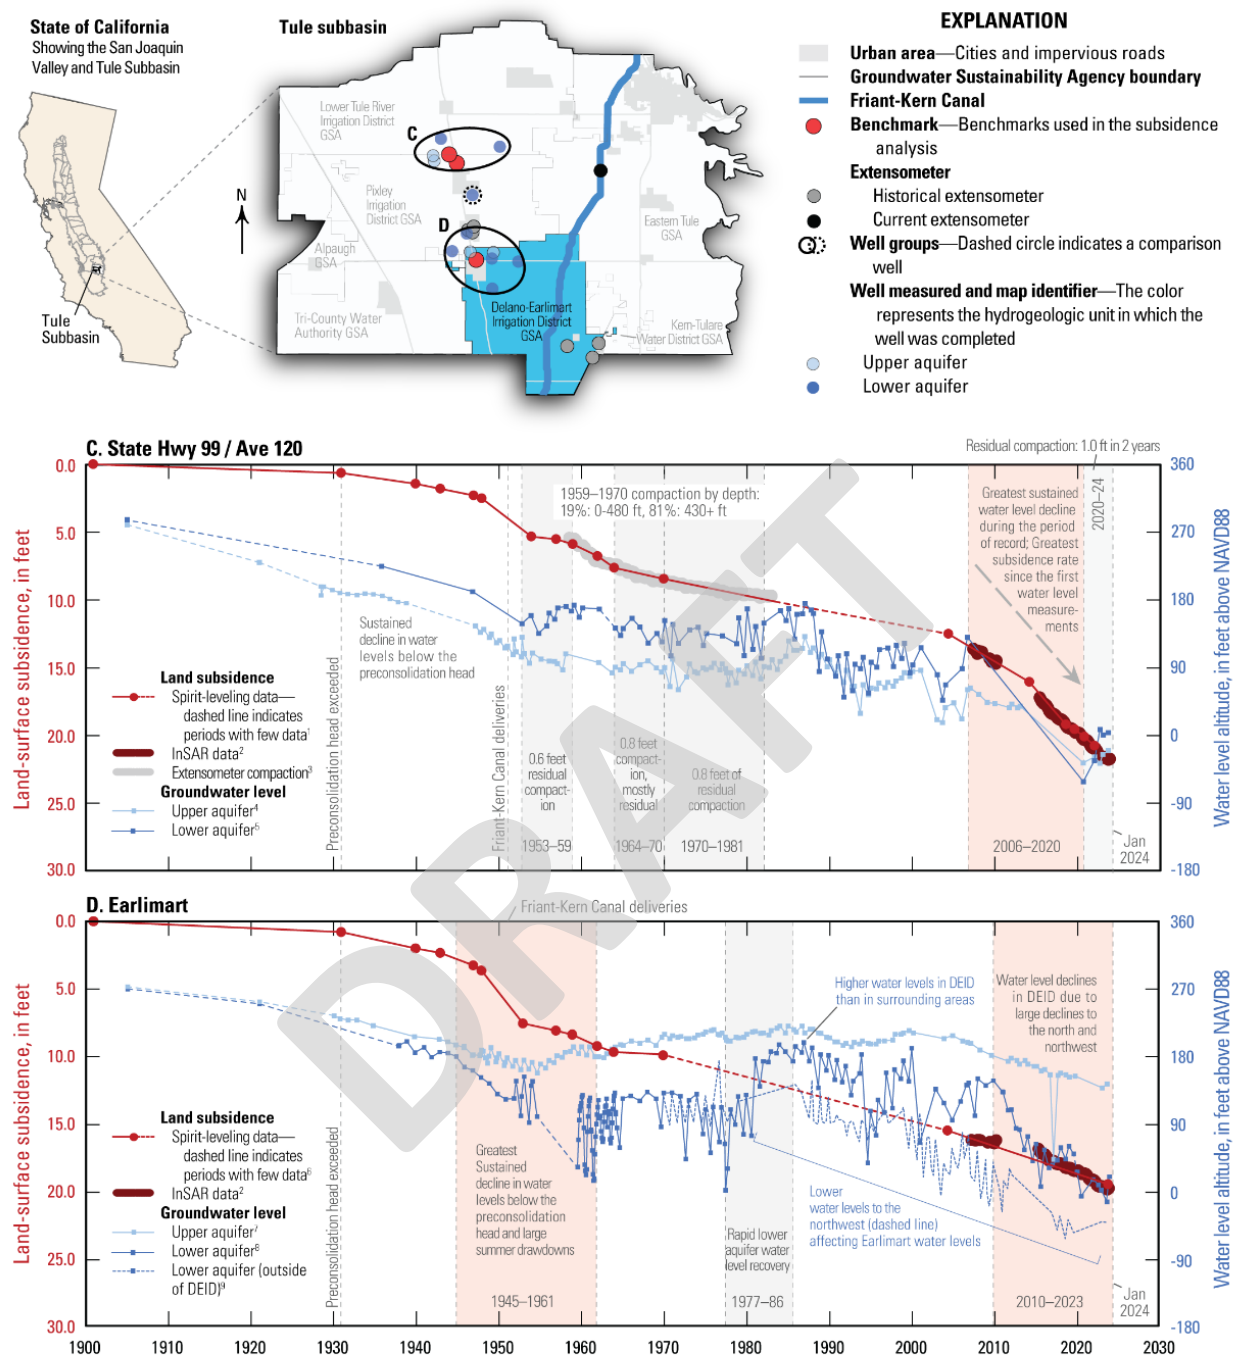 State of California
Showing the San Joaquin
Valley and Tule Subbasin
Tule
Subbasin
Tule subbasin
N
Lower Tule River
Irrigation District
GSA
C
Pixley
Irrigation
District GSA
D
Alpaugh
GSA
Tri-County Water
Authority GSA
Eastern Tule
GSA
Delano-Earlimart
Irrigation District
GSA
Kern-Tulare
Water District GSA
EXPLANATION
Urban area—Cities and impervious roads
Groundwater Sustainability Agency boundary
Friant-Kern Canal
Benchmark—Benchmarks used in the subsidence
analysis
Extensometer
Historical extensometer
Current extensometer
Well groups—Dashed circle indicates a comparison
well
Well measured and map identifier—The color
represents the hydrogeologic unit in which the
well was completed
Upper aquifer
Lower aquifer
C. State Hwy 99 / Ave 120
Residual compaction: 1.0 ft in 2 years
Land-surface subsidence, in feet
0.0
5.0
10.0
15.0
20.0
25.0
30.0
Water level altitude, in feet above NAVD88
360
270
180
90
0
-90
-180
1959–1970 compaction by depth:
19%: 0-480 ft, 81%: 430+ ft
Greatest sustained
water level decline
during the period
of record; Greatest
subsidence rate
since the first
water level
measure-
ments
2020–24
Sustained
decline in water
levels below the
preconsolidation head
Preconsolidation head exceeded
Friant-Kern Canal deliveries
Land subsidence
Spirit-leveling data—
dashed line indicates
periods with few data¹
InSAR data²
Extensometer compaction³
Groundwater level
Upper aquifer⁴
Lower aquifer⁵
0.6 feet
residual
compact-
ion
1953–59
0.8 feet
compact-
ion,
mostly
residual
1964–70
0.8 feet of
residual
compaction
1970–1981
2006–2020
Jan
2024
DRAFT
D. Earlimart
Friant-Kern Canal deliveries
Land-surface subsidence, in feet
0.0
5.0
10.0
15.0
20.0
25.0
30.0
Water level altitude, in feet above NAVD88
360
270
180
90
0
-90
-180
Higher water levels in DEID
than in surrounding areas
Water level declines
in DEID due to
large declines to
the north and
northwest
Land subsidence
Spirit-leveling data—
dashed line indicates
periods with few data⁶
InSAR data²
Groundwater level
Upper aquifer⁷
Lower aquifer⁸
Lower aquifer (outside
of DEID)⁹
Preconsolidation head exceeded
Greatest
Sustained
decline in water
levels below the
preconsolidation
head and large
summer drawdowns
1945–1961
Rapid lower
aquifer water
level recovery
1977–86
Lower
water levels to the
northwest (dashed line)
affecting Earlimart water levels
2010–2023
Jan
2024
1900 1910 1920 1930 1940 1950 1960 1970 1980 1990 2000 2010 2020 2030